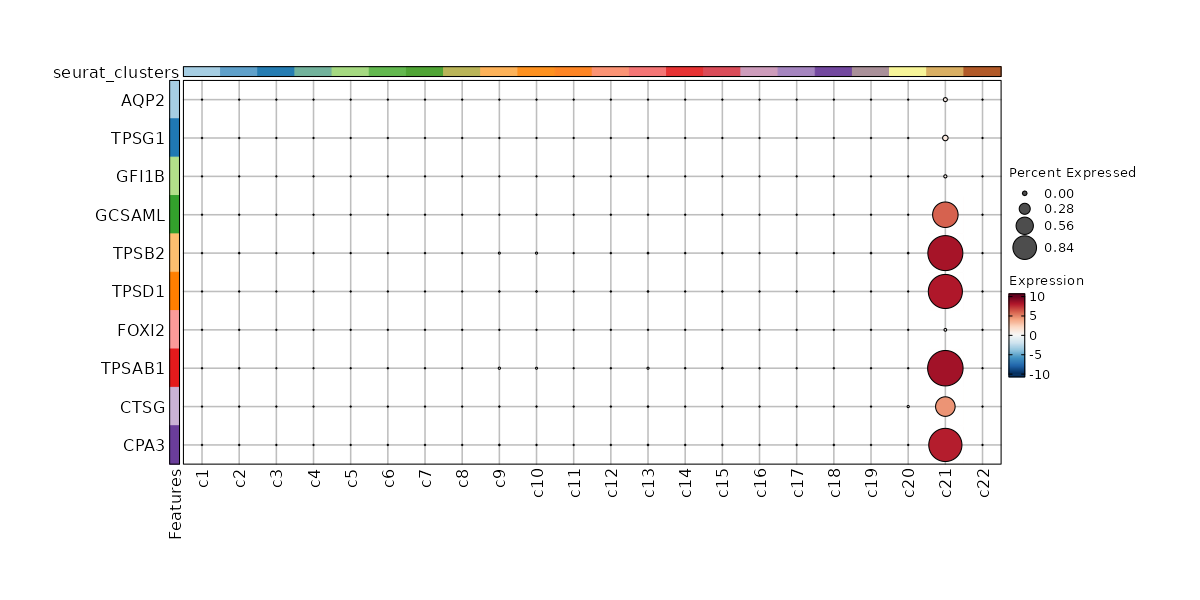 seurat_clusters
AQP2
TPSG1
GFI1B
GCSAML
TPSB2
TPSD1
FOXI2
TPSAB1
CTSG
CPA3
Features
c1
c2
c3
c4
c5
c6
c7
c8
c9
c10
c11
c12
c13
c14
c15
c16
c17
c18
c19
c20
c21
c22
Percent Expressed
0.00
0.28
0.56
0.84
Expression
10
5
0
-5
-10